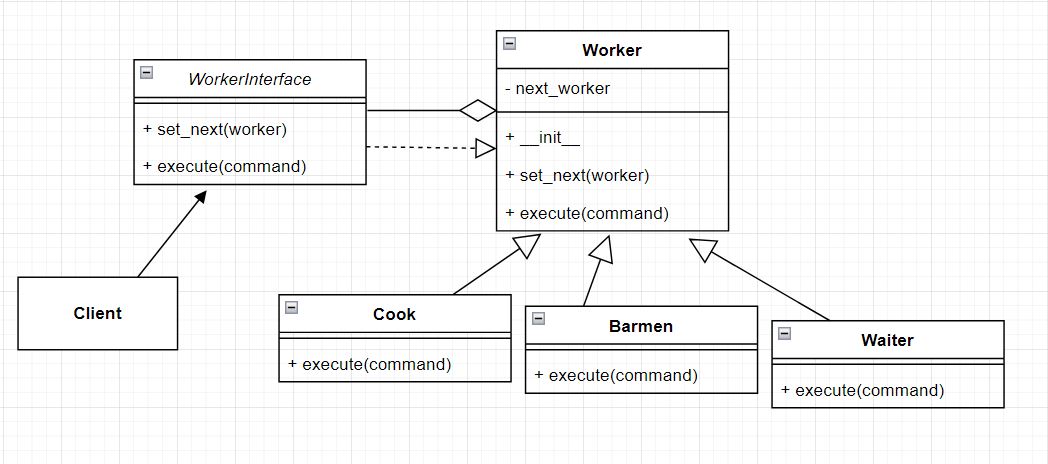 WorkerInterface
+ set_next(worker)
+ execute(command)
Worker
- next_worker
+ __init__
+ set_next(worker)
+ execute(command)
Client
Cook
+ execute(command)
Barmen
+ execute(command)
Waiter
+ execute(command)